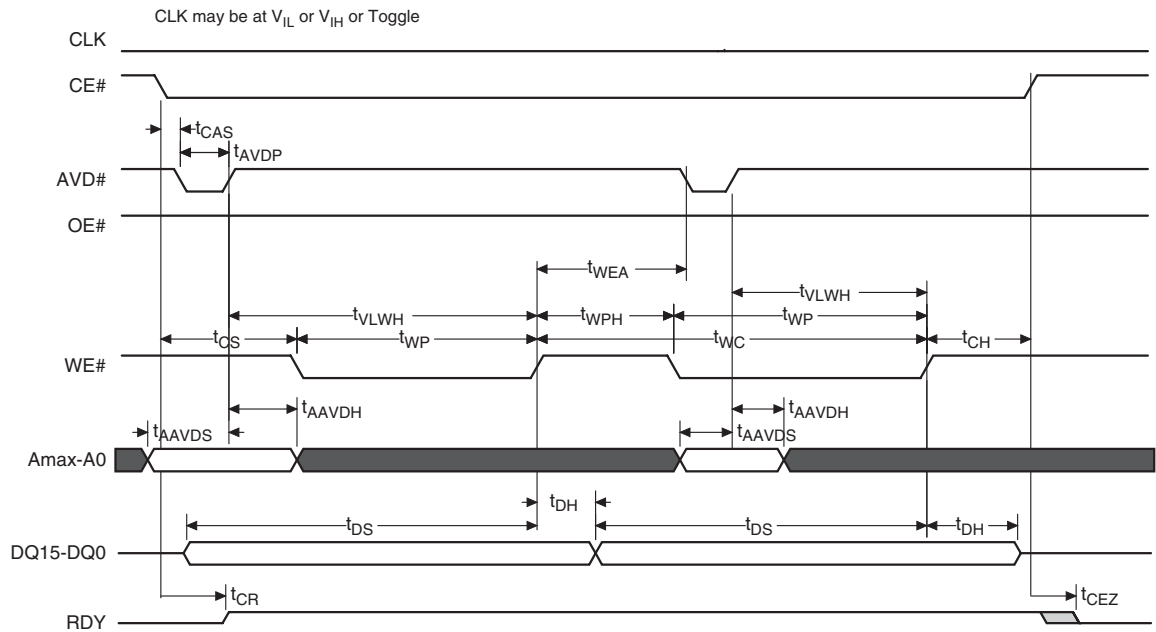 CLK may be at VIL or VIH or Toggle
CLK
CE#
tCAS
tAVDP
AVD#
OE#
tWEA
tVLWH
tVLWH tWPH tWP
tCS tWP tWC tCH
WE#
tAAVDH tAAVDH
tAAVDS tAAVDS
Amax-A0
tDH
tDS tDS tDH
DQ15-DQ0
tCR tCEZ
RDY